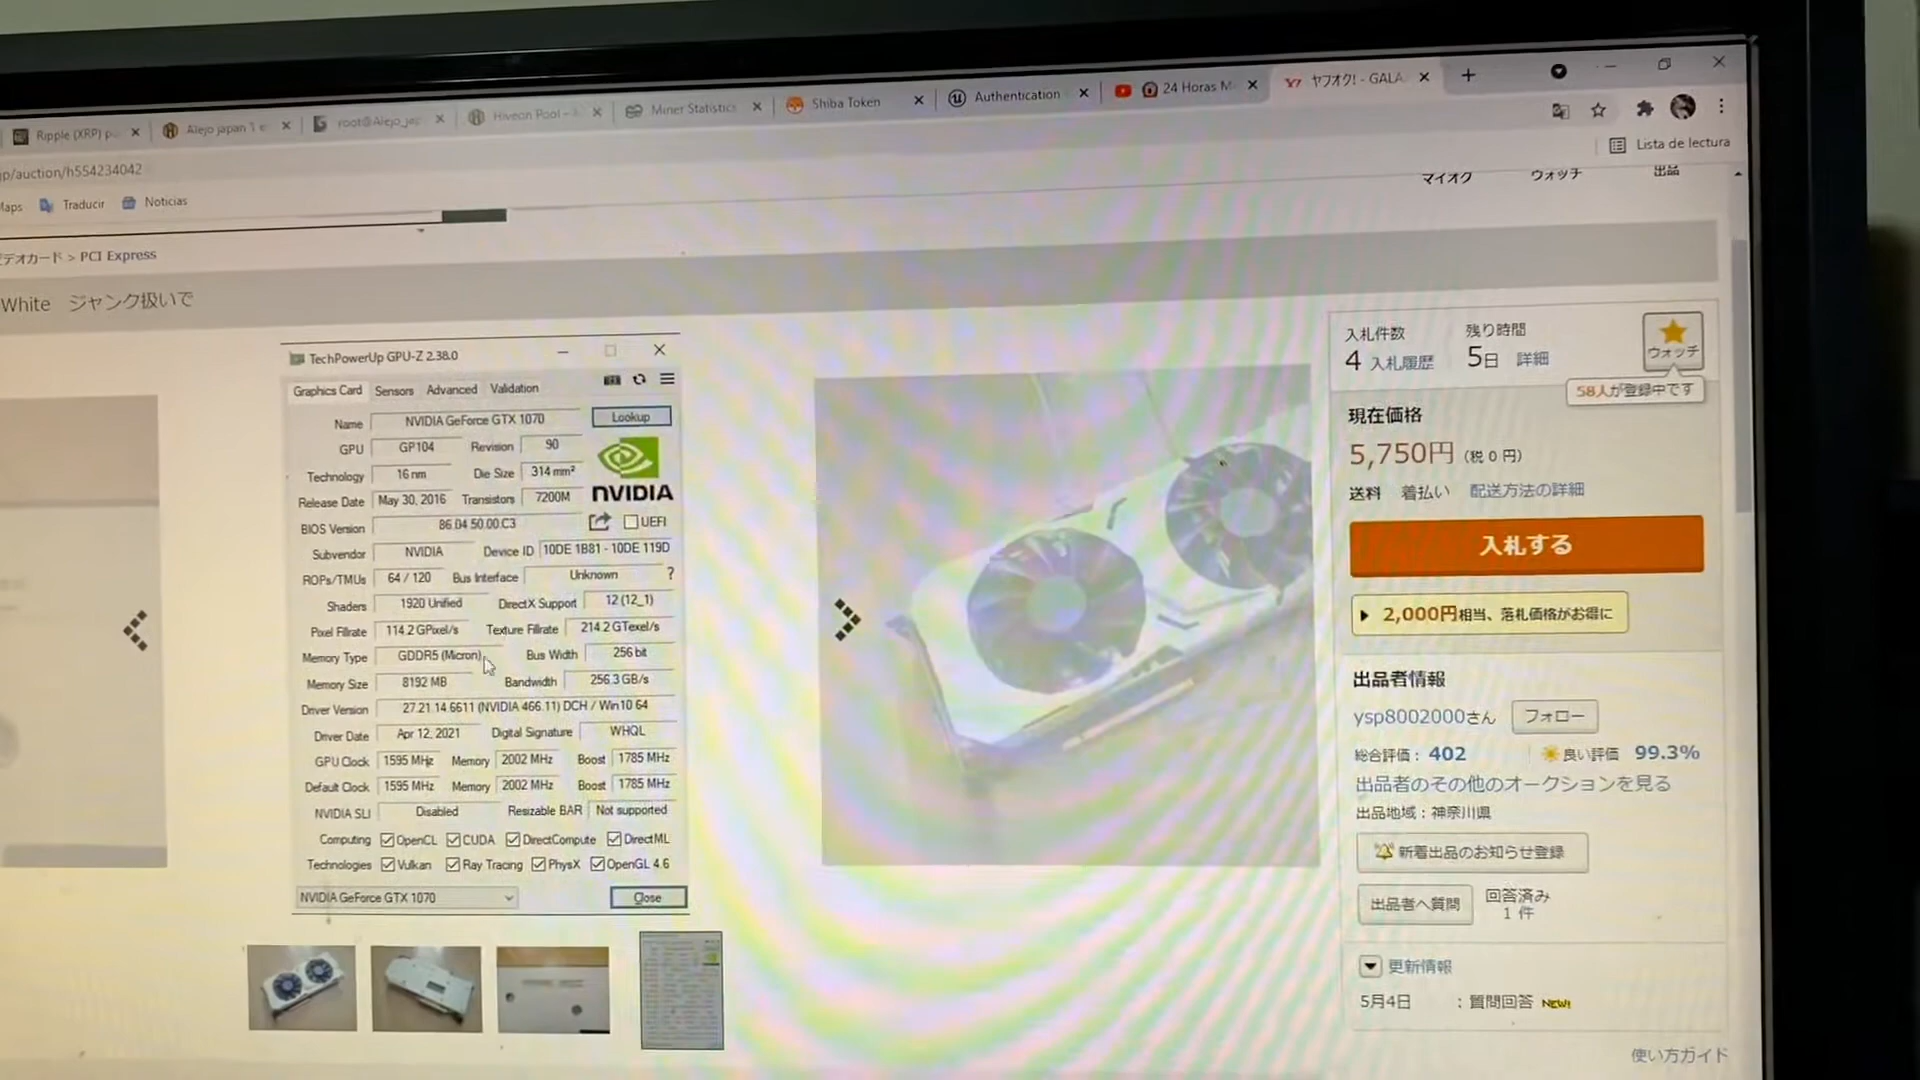 Ripple (XRP) p
Alejo japan 1 e
root@Alejo_jap
Hiveon Pool -
Miner Statistics
Shiba Token
Authentication
24 Horas M
ヤフオク! - GALA
jp/auction/h554234042
Lista de lectura
Maps
Traducir
Noticias
マイオク
ウォッチ
出品
デオカード > PCI Express
White ジャンク扱いで
TechPowerUp GPU-Z 2.38.0
Graphics Card Sensors Advanced Validation
Name NVIDIA GeForce GTX 1070 Lookup
GPU GP104 Revision 90
Technology 16 nm Die Size 314 mm²
NVIDIA
Release Date May 30, 2016 Transistors 7200M
BIOS Version 86.04.50.00.C3 UEFI
Subvendor NVIDIA Device ID 10DE 1B81 - 10DE 119D
ROPs/TMUs 64 / 120 Bus Interface Unknown ?
Shaders 1920 Unified DirectX Support 12 (12_1)
Pixel Fillrate 114.2 GPixel/s Texture Fillrate 214.2 GTexel/s
Memory Type GDDR5 (Micron) Bus Width 256 bit
Memory Size 8192 MB Bandwidth 256.3 GB/s
Driver Version 27.21.14.6611 (NVIDIA 466.11) DCH / Win10 64
Driver Date Apr 12, 2021 Digital Signature WHQL
GPU Clock 1595 MHz Memory 2002 MHz Boost 1785 MHz
Default Clock 1595 MHz Memory 2002 MHz Boost 1785 MHz
NVIDIA SLI Disabled Resizable BAR Not supported
Computing OpenCL CUDA DirectCompute DirectML
Technologies Vulkan Ray Tracing PhysX OpenGL 4.6
NVIDIA GeForce GTX 1070 Close
入札件数 残り時間
4 入札履歴 5日 詳細
ウォッチ
58人が登録中です
現在価格
5,750円 (税 0 円)
送料 着払い 配送方法の詳細
入札する
2,000円相当、落札価格がお得に
出品者情報
ysp8002000さん フォロー
総合評価: 402 良い評価 99.3%
出品者のその他のオークションを見る
出品地域:神奈川県
新着出品のお知らせ登録
出品者へ質問 回答済み
1 件
更新情報
5月4日 :質問回答 NEW!
使い方ガイド